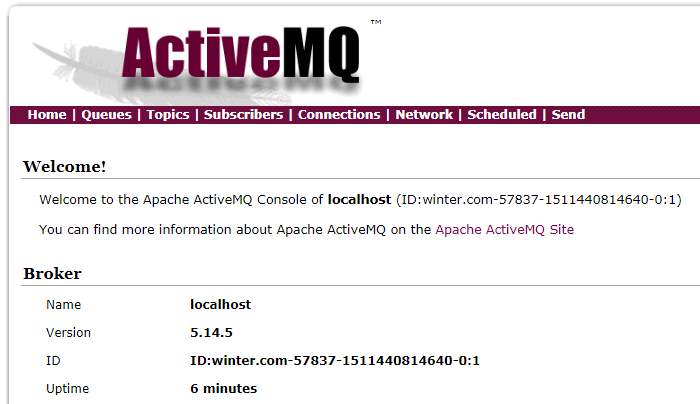 ActiveMQ ™
Home | Queues | Topics | Subscribers | Connections | Network | Scheduled | Send
Welcome!
Welcome to the Apache ActiveMQ Console of localhost (ID:winter.com-57837-1511440814640-0:1)
You can find more information about Apache ActiveMQ on the Apache ActiveMQ Site
Broker
Name localhost
Version 5.14.5
ID ID:winter.com-57837-1511440814640-0:1
Uptime 6 minutes